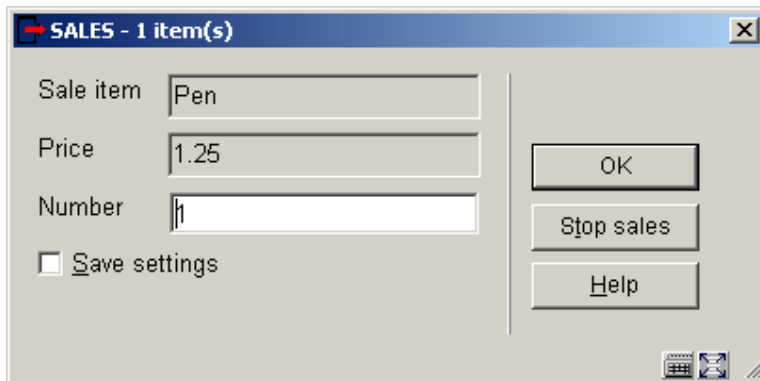 SALES - 1 item(s)
Sale item Pen
Price 1.25
Number 1
Save settings
OK
Stop sales
Help